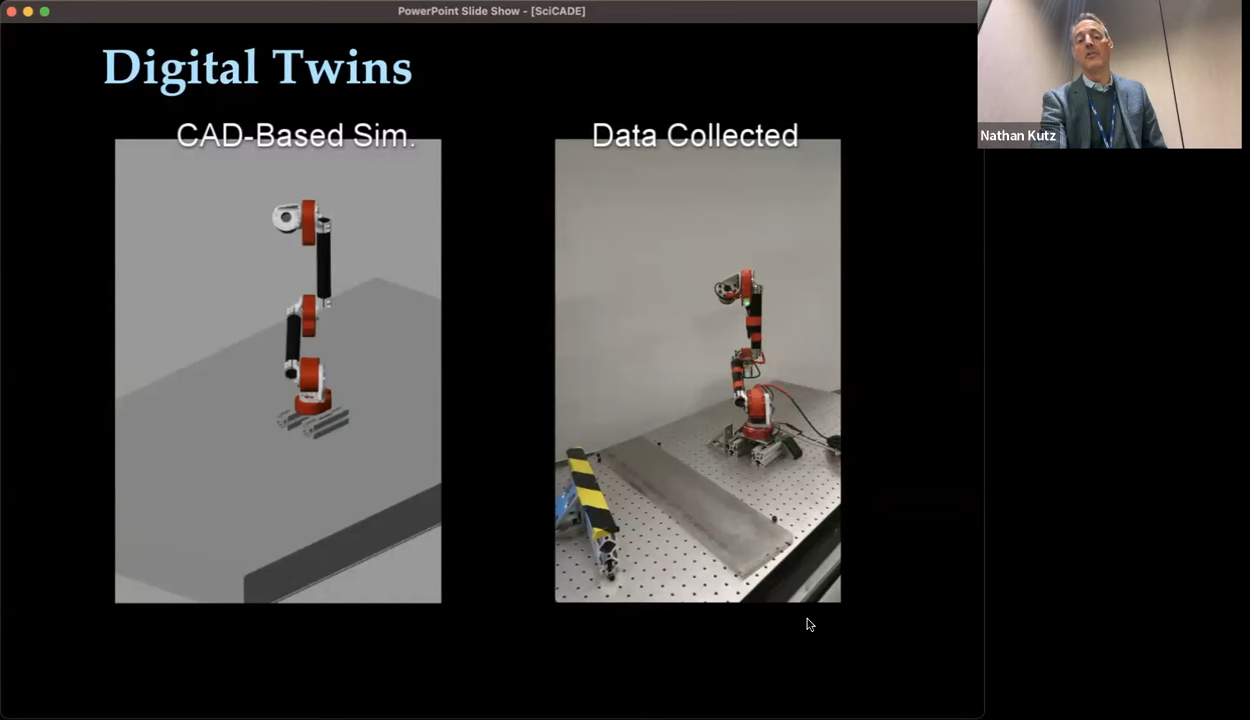 PowerPoint Slide Show - [SciCADE]
Digital Twins
CAD-Based Sim.
Data Collected
Nathan Kutz